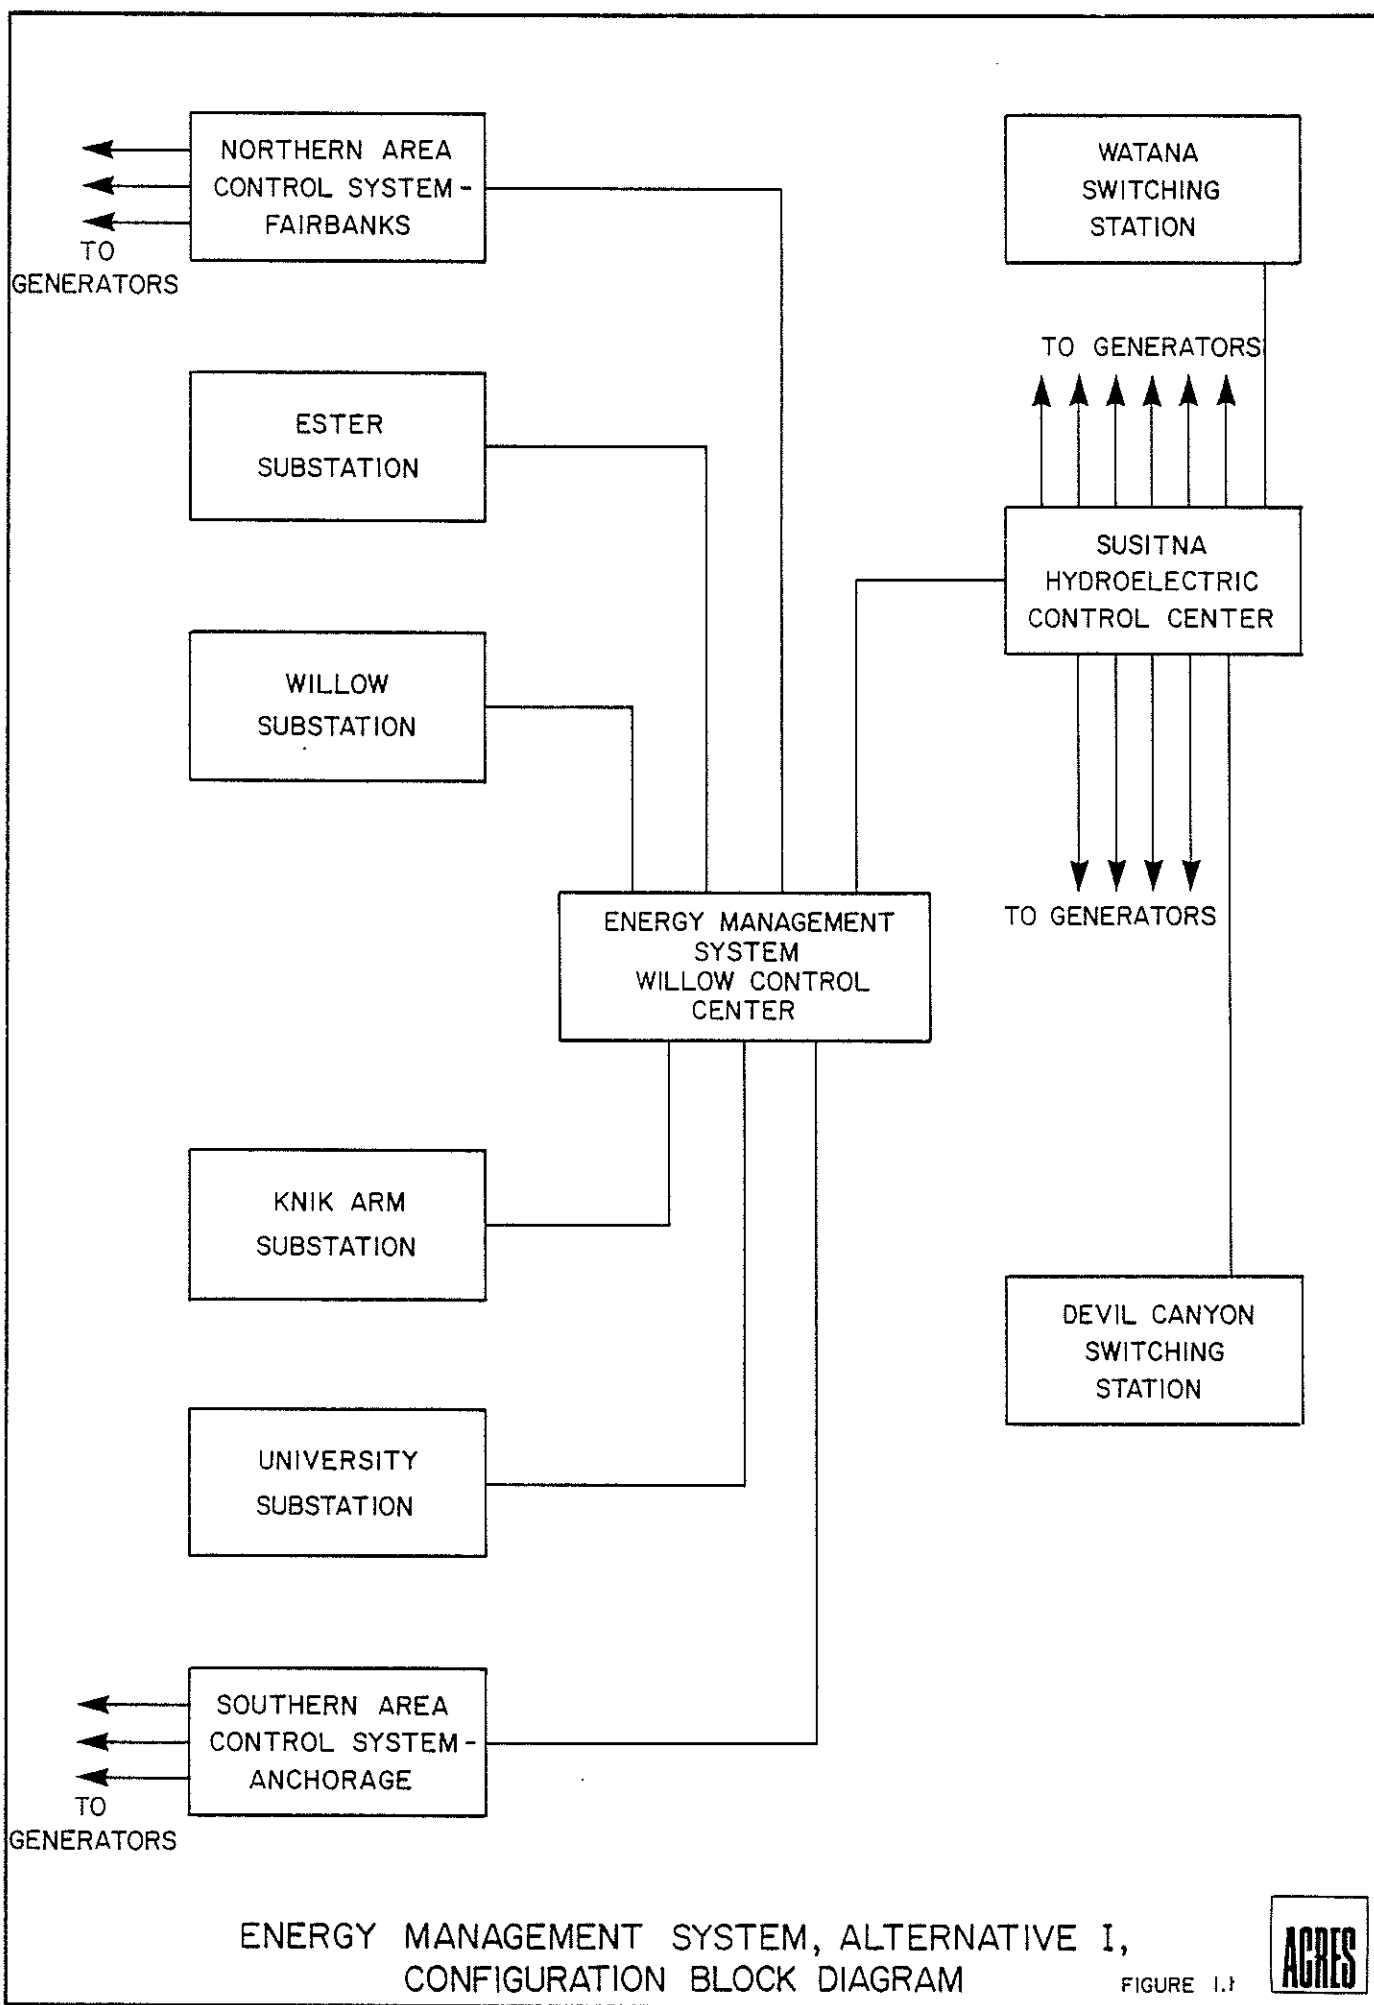 NORTHERN AREA
CONTROL SYSTEM-
FAIRBANKS
TO
GENERATORS
WATANA
SWITCHING
STATION
TO GENERATORS
ESTER
SUBSTATION
SUSITNA
HYDROELECTRIC
CONTROL CENTER
WILLOW
SUBSTATION
TO GENERATORS
ENERGY MANAGEMENT
SYSTEM
WILLOW CONTROL
CENTER
KNIK ARM
SUBSTATION
DEVIL CANYON
SWITCHING
STATION
UNIVERSITY
SUBSTATION
SOUTHERN AREA
CONTROL SYSTEM-
ANCHORAGE
TO
GENERATORS
ENERGY MANAGEMENT SYSTEM, ALTERNATIVE I,
CONFIGURATION BLOCK DIAGRAM
FIGURE 1.1
ACRES